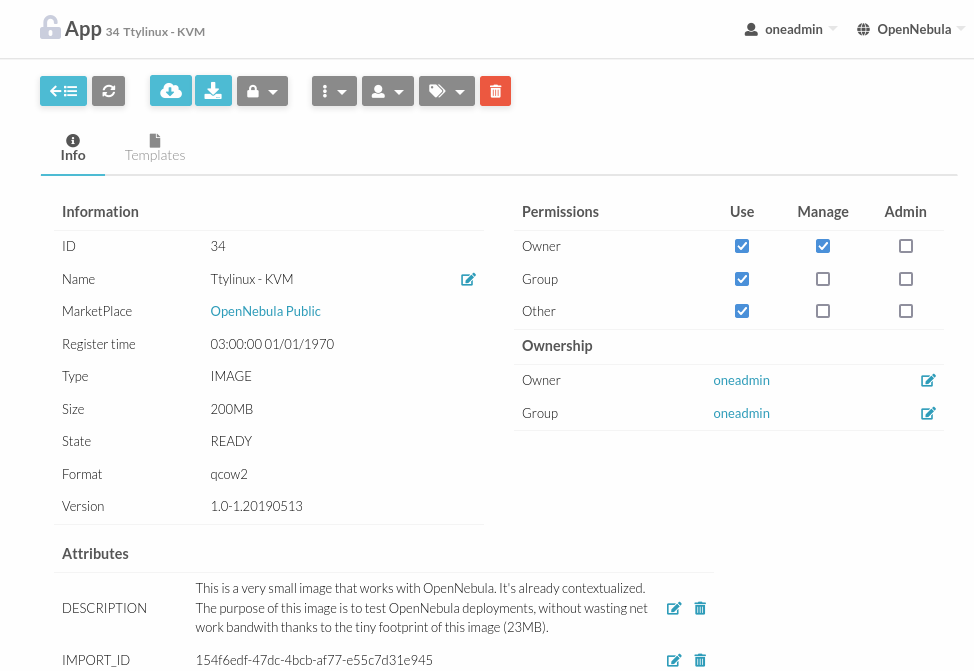 App 34 Ttylinux - KVM
oneadmin OpenNebula
Info Templates
Information
ID 34
Name Ttylinux - KVM
MarketPlace OpenNebula Public
Register time 03:00:00 01/01/1970
Type IMAGE
Size 200MB
State READY
Format qcow2
Version 1.0-1.20190513
Permissions Use Manage Admin
Owner
Group
Other
Ownership
Owner oneadmin
Group oneadmin
Attributes
DESCRIPTION This is a very small image that works with OpenNebula. It's already contextualized.
The purpose of this image is to test OpenNebula deployments, without wasting net
work bandwith thanks to the tiny footprint of this image (23MB).
IMPORT_ID 154f6edf-47dc-4bcb-af77-e55c7d31e945